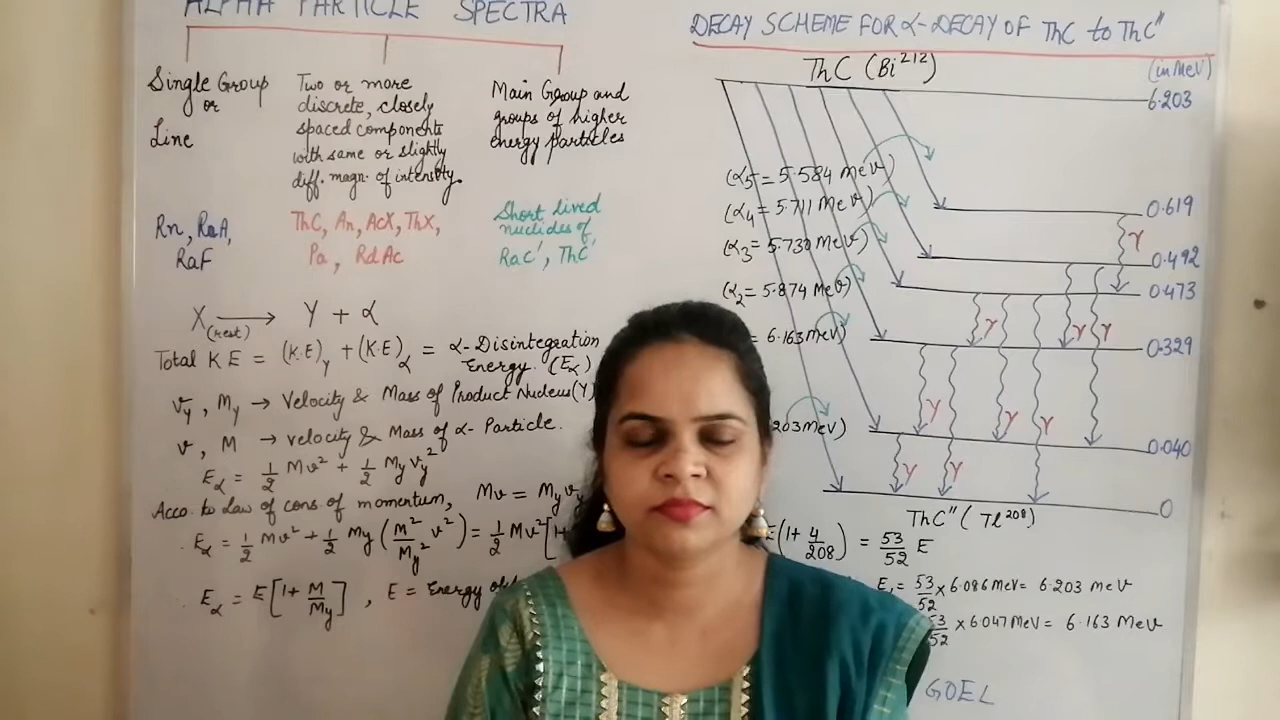 ALPHA PARTICLE SPECTRA
Single Group
or
Line
Two or more
discrete, closely
spaced components
with same or slightly
diff. magn. of intensity.
Main Group and
groups of higher
energy particles
Rn, RaA,
RaF
ThC, An, AcX, ThX,
Pa, RdAc
Short lived
nuclides of
RaC', ThC'
X (rest) → Y + α
Total K.E = (K.E)y + (K.E)α = α-Disintegration
Energy. (Eα)
vy, My → Velocity & Mass of Product Nucleus (Y)
v, M → velocity & Mass of α-Particle.
Eα = 1/2 Mv² + 1/2 My vy²
Acco. to Law of cons. of momentum, Mv = My vy
Eα = 1/2 Mv² + 1/2 My (M²/My² v²) = 1/2 Mv² [1+
Eα = E[1 + M/My], E = Energy of
DECAY SCHEME FOR α-DECAY OF ThC to ThC"
ThC (Bi²¹²)
(in MeV)
6.203
(α5 = 5.584 MeV)
(α4 = 5.711 MeV)
(α3 = 5.730 MeV)
(α2 = 5.874 MeV)
= 6.163 MeV)
203 MeV)
0.619
γ
0.492
0.473
γ γ γ
0.329
γ γ
0.040
γ γ
0
ThC" (Tl²⁰⁸)
(1 + 4/208) = 53/52 E
E1 = 53/52 x 6.086 MeV = 6.203 MeV
53/52 x 6.047 MeV = 6.163 MeV
GOEL